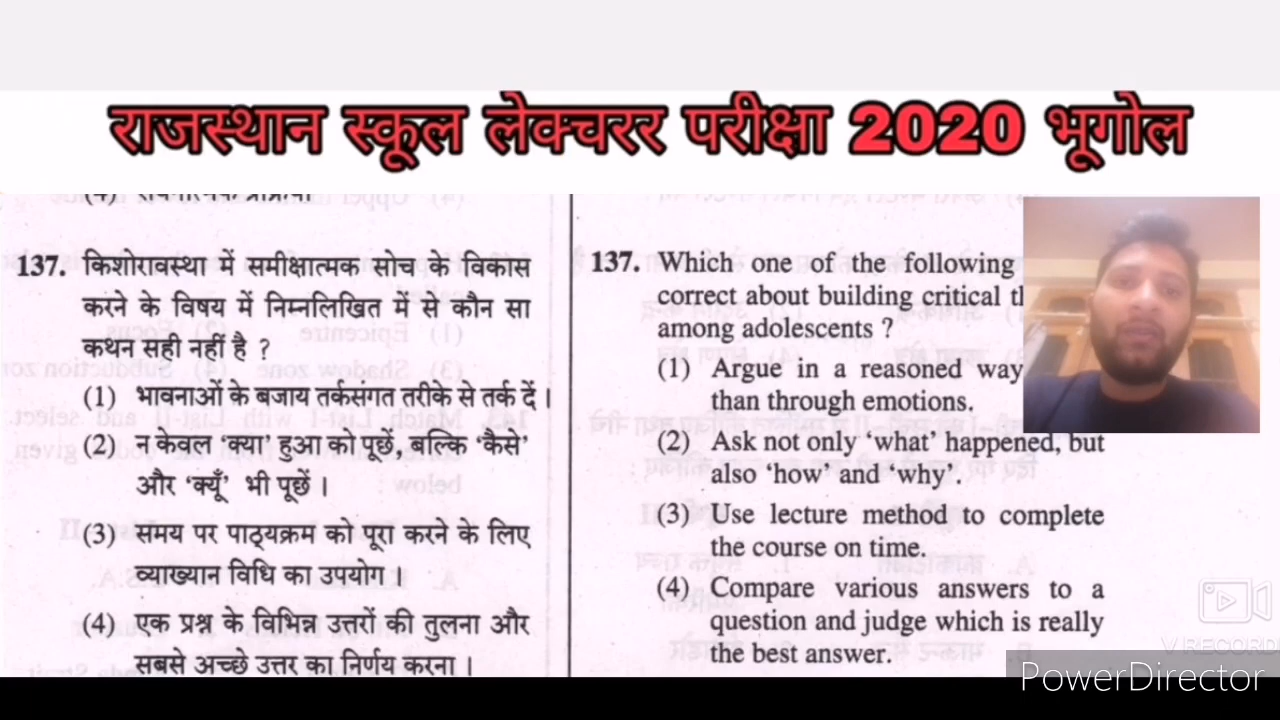 राजस्थान स्कूल लेक्चरर परीक्षा 2020 भूगोल
137. किशोरावस्था में समीक्षात्मक सोच के विकास
करने के विषय में निम्नलिखित में से कौन सा
कथन सही नहीं है ?
(1) भावनाओं के बजाय तर्कसंगत तरीके से तर्क दें ।
(2) न केवल ‘क्या’ हुआ को पूछें, बल्कि ‘कैसे’
और ‘क्यूँ’ भी पूछें ।
(3) समय पर पाठ्यक्रम को पूरा करने के लिए
व्याख्यान विधि का उपयोग ।
(4) एक प्रश्न के विभिन्न उत्तरों की तुलना और
सबसे अच्छे उत्तर का निर्णय करना ।
137. Which one of the following
correct about building critical
among adolescents ?
(1) Argue in a reasoned way
than through emotions.
(2) Ask not only ‘what’ happened, but
also ‘how’ and ‘why’.
(3) Use lecture method to complete
the course on time.
(4) Compare various answers to a
question and judge which is really
the best answer.
PowerDirector